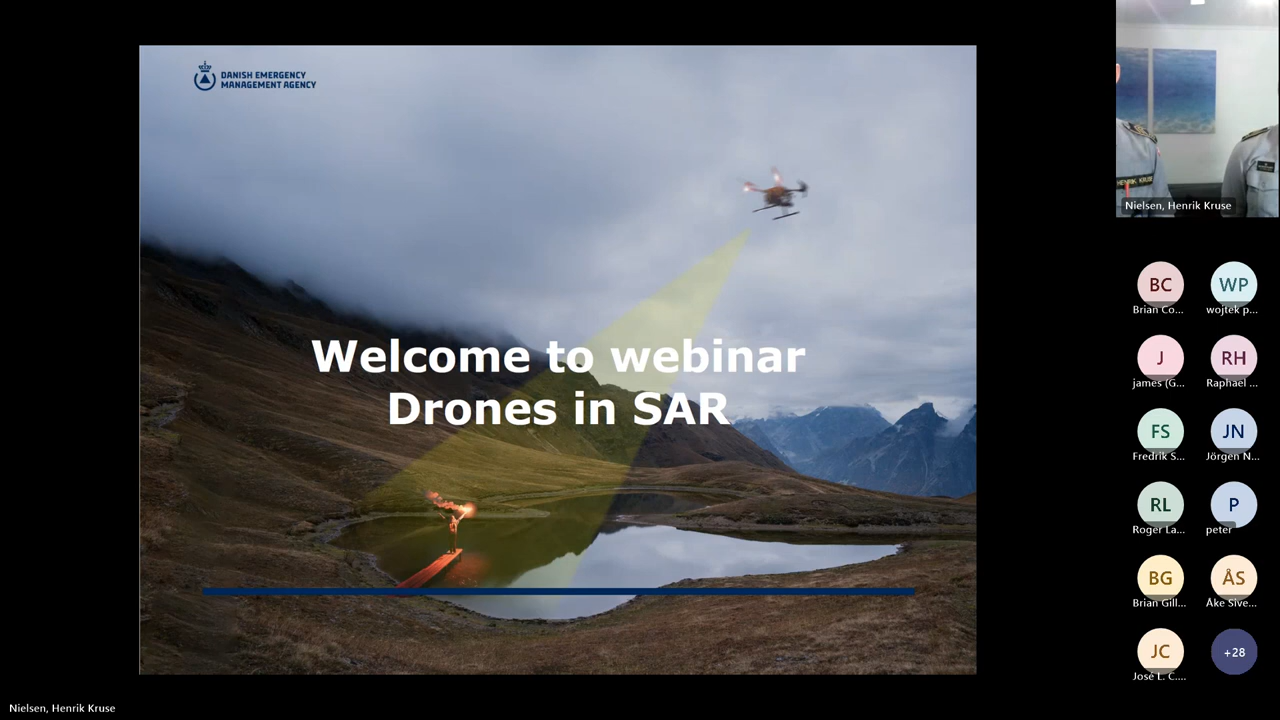 DANISH EMERGENCY
MANAGEMENT AGENCY
Welcome to webinar
Drones in SAR
HENRIK KRUSE
Nielsen, Henrik Kruse
BC
WP
Brian Co...
wojtek p...
J
RH
james (G...
Raphael ...
FS
JN
Fredrik S...
Jörgen N...
RL
P
Roger La...
peter
BG
ÅS
Brian Gill...
Åke Sive...
JC
+28
José L. C....
Nielsen, Henrik Kruse